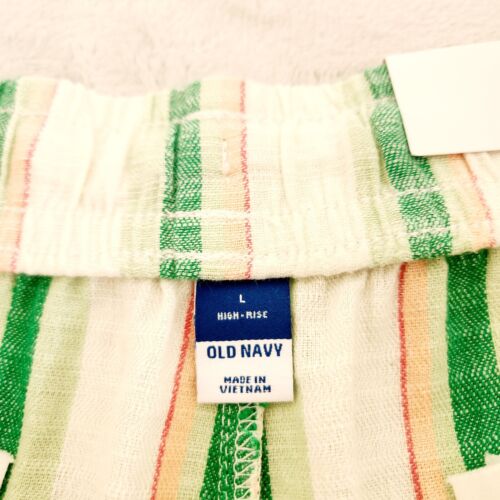 L
HIGH-RISE
OLD NAVY
MADE IN
VIETNAM